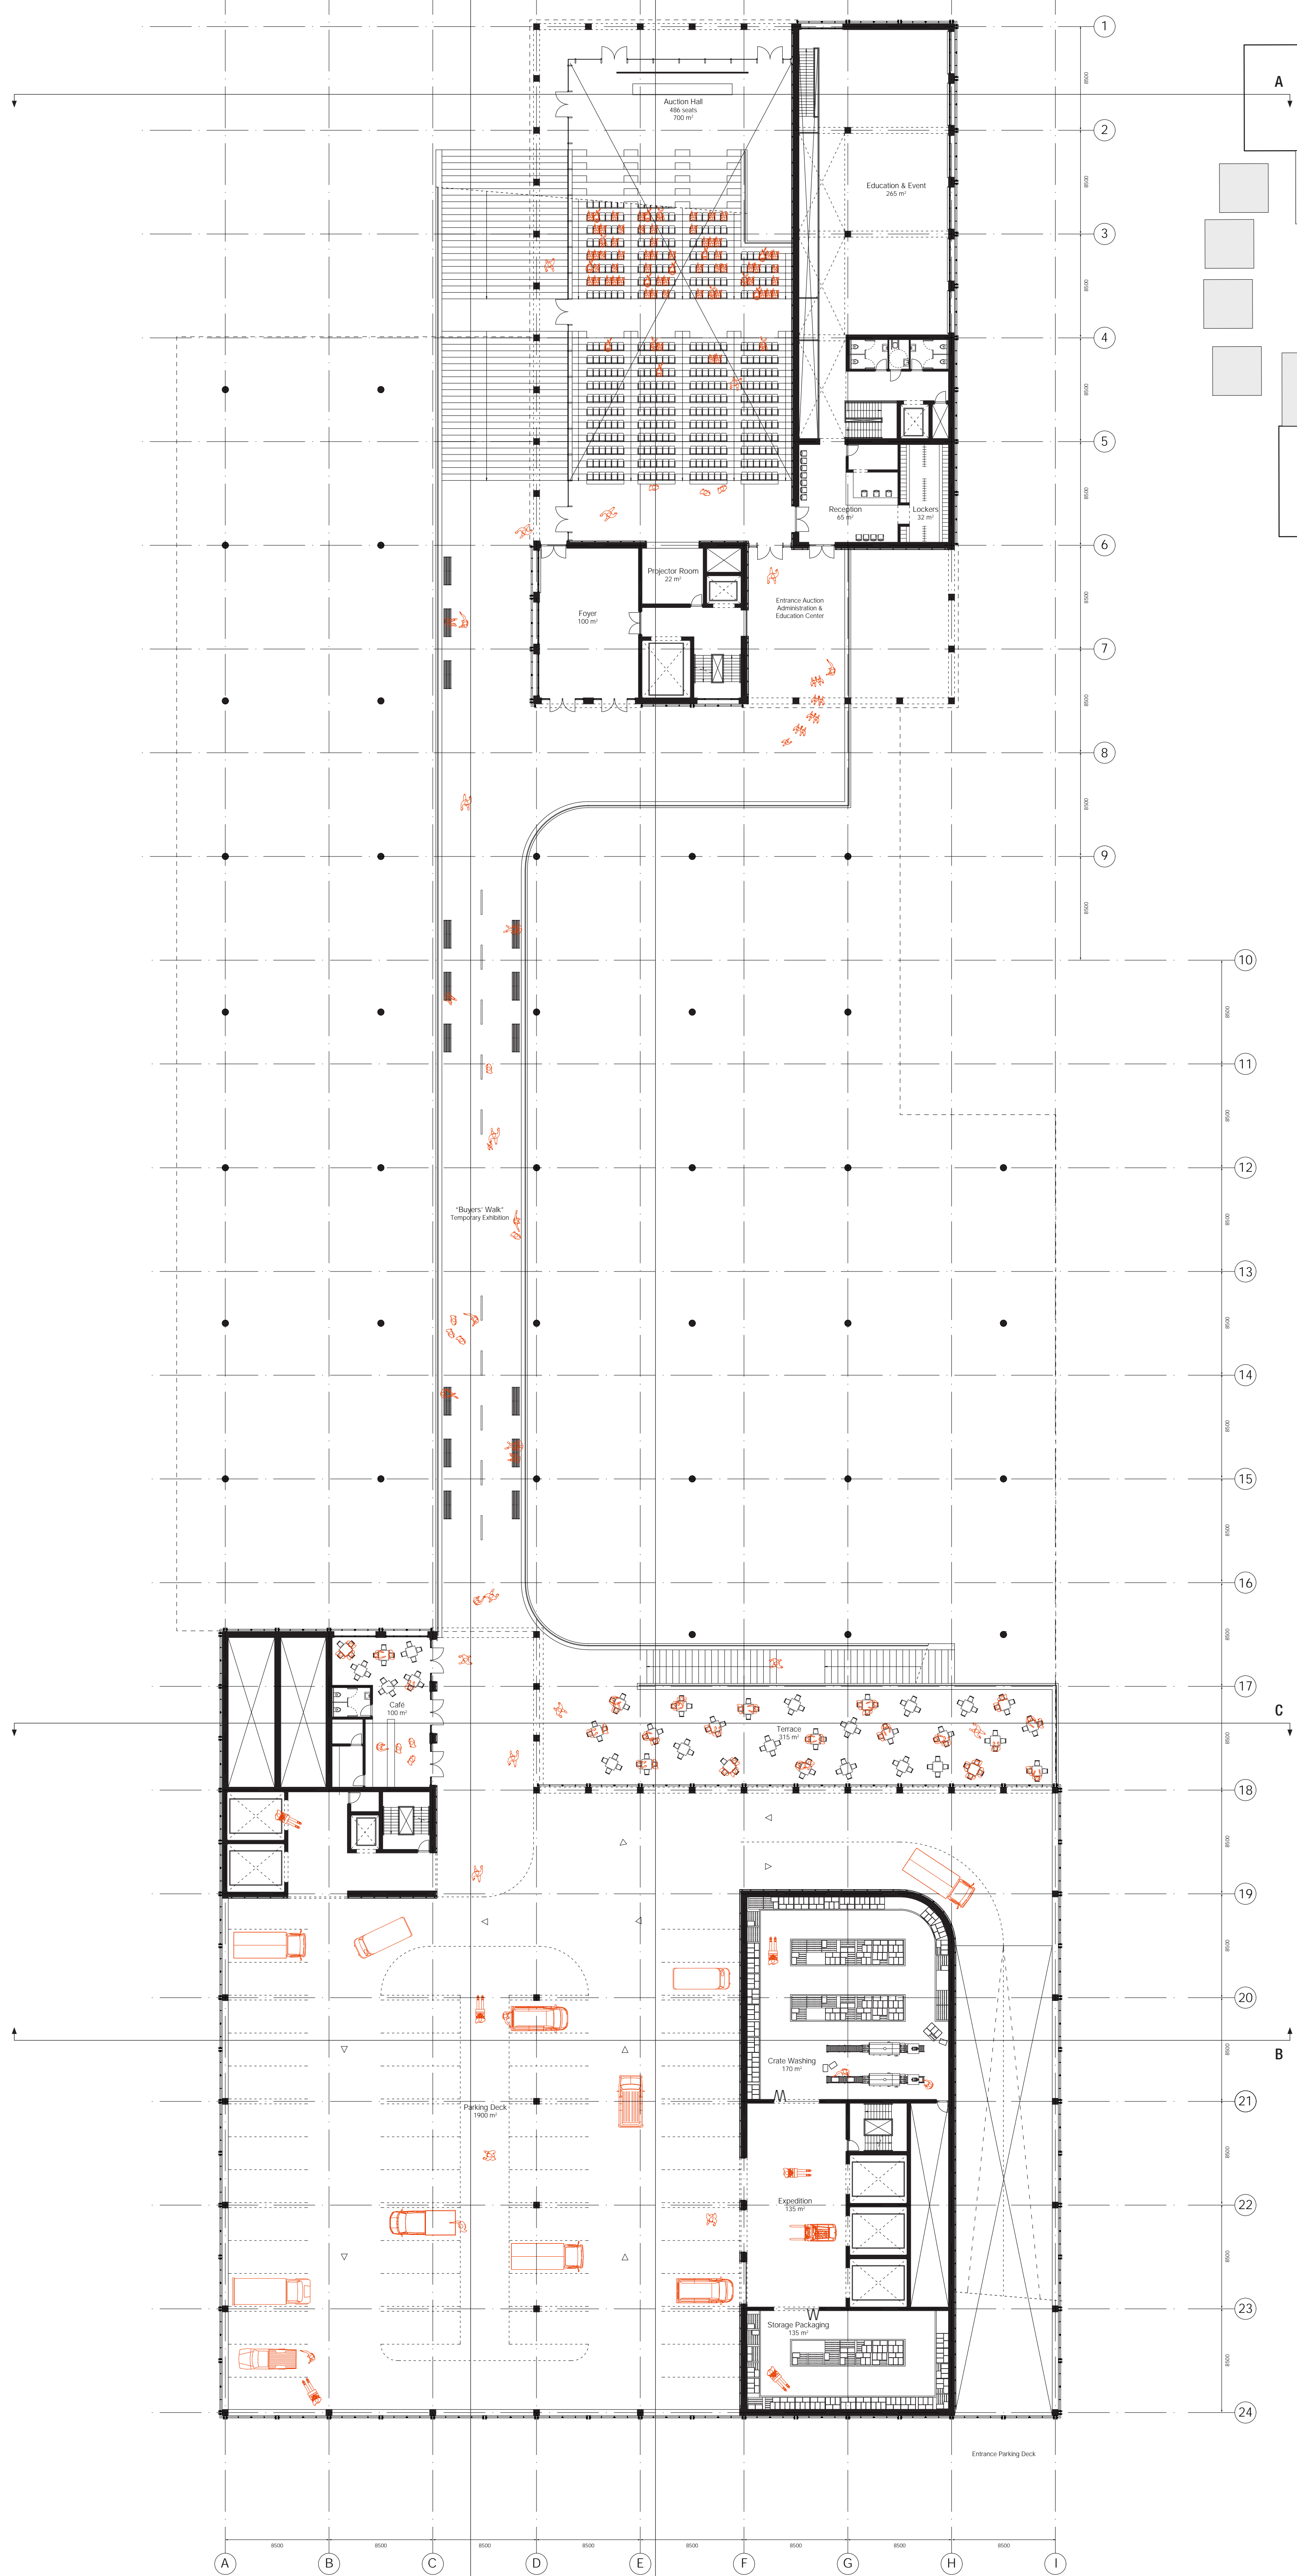 1
8500
A
Auction Hall
486 seats
700 m²
2
8500
Education & Event
265 m²
3
8500
4
8500
5
Reception
65 m²
Lockers
32 m²
8500
6
Projector Room
22 m²
Entrance Auction
Administration &
Education Center
Foyer
100 m²
8500
7
8500
8
8500
9
8500
10
8500
11
8500
12
"Buyers' Walk"
Temporary Exhibition
8500
13
8500
14
8500
15
8500
16
8500
17
Café
100 m²
Terrace
315 m²
C
8500
18
8500
19
8500
20
8500
B
Crate Washing
170 m²
21
Parking Deck
1900 m²
8500
Expedition
135 m²
22
8500
23
Storage Packaging
135 m²
8500
24
Entrance Parking Deck
8500
8500
8500
8500
8500
8500
8500
8500
A
B
C
D
E
F
G
H
I